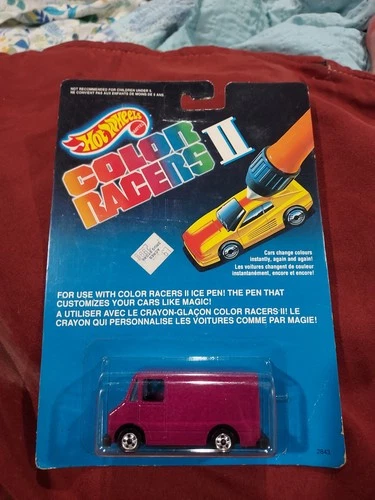 NOT RECOMMENDED FOR CHILDREN UNDER 3.
NE CONVIENT PAS AUX ENFANTS DE MOINS DE 3 ANS.
Hot Wheels
COLOR
RACERS II
Cars change colours
instantly, again and again!
Les voitures changent de couleur
instantanément, encore et encore!
FOR USE WITH COLOR RACERS II ICE PEN! THE PEN THAT
CUSTOMIZES YOUR CARS LIKE MAGIC!
A UTILISER AVEC LE CRAYON-GLAÇON COLOR RACERS II! LE
CRAYON QUI PERSONNALISE LES VOITURES COMME PAR MAGIE!